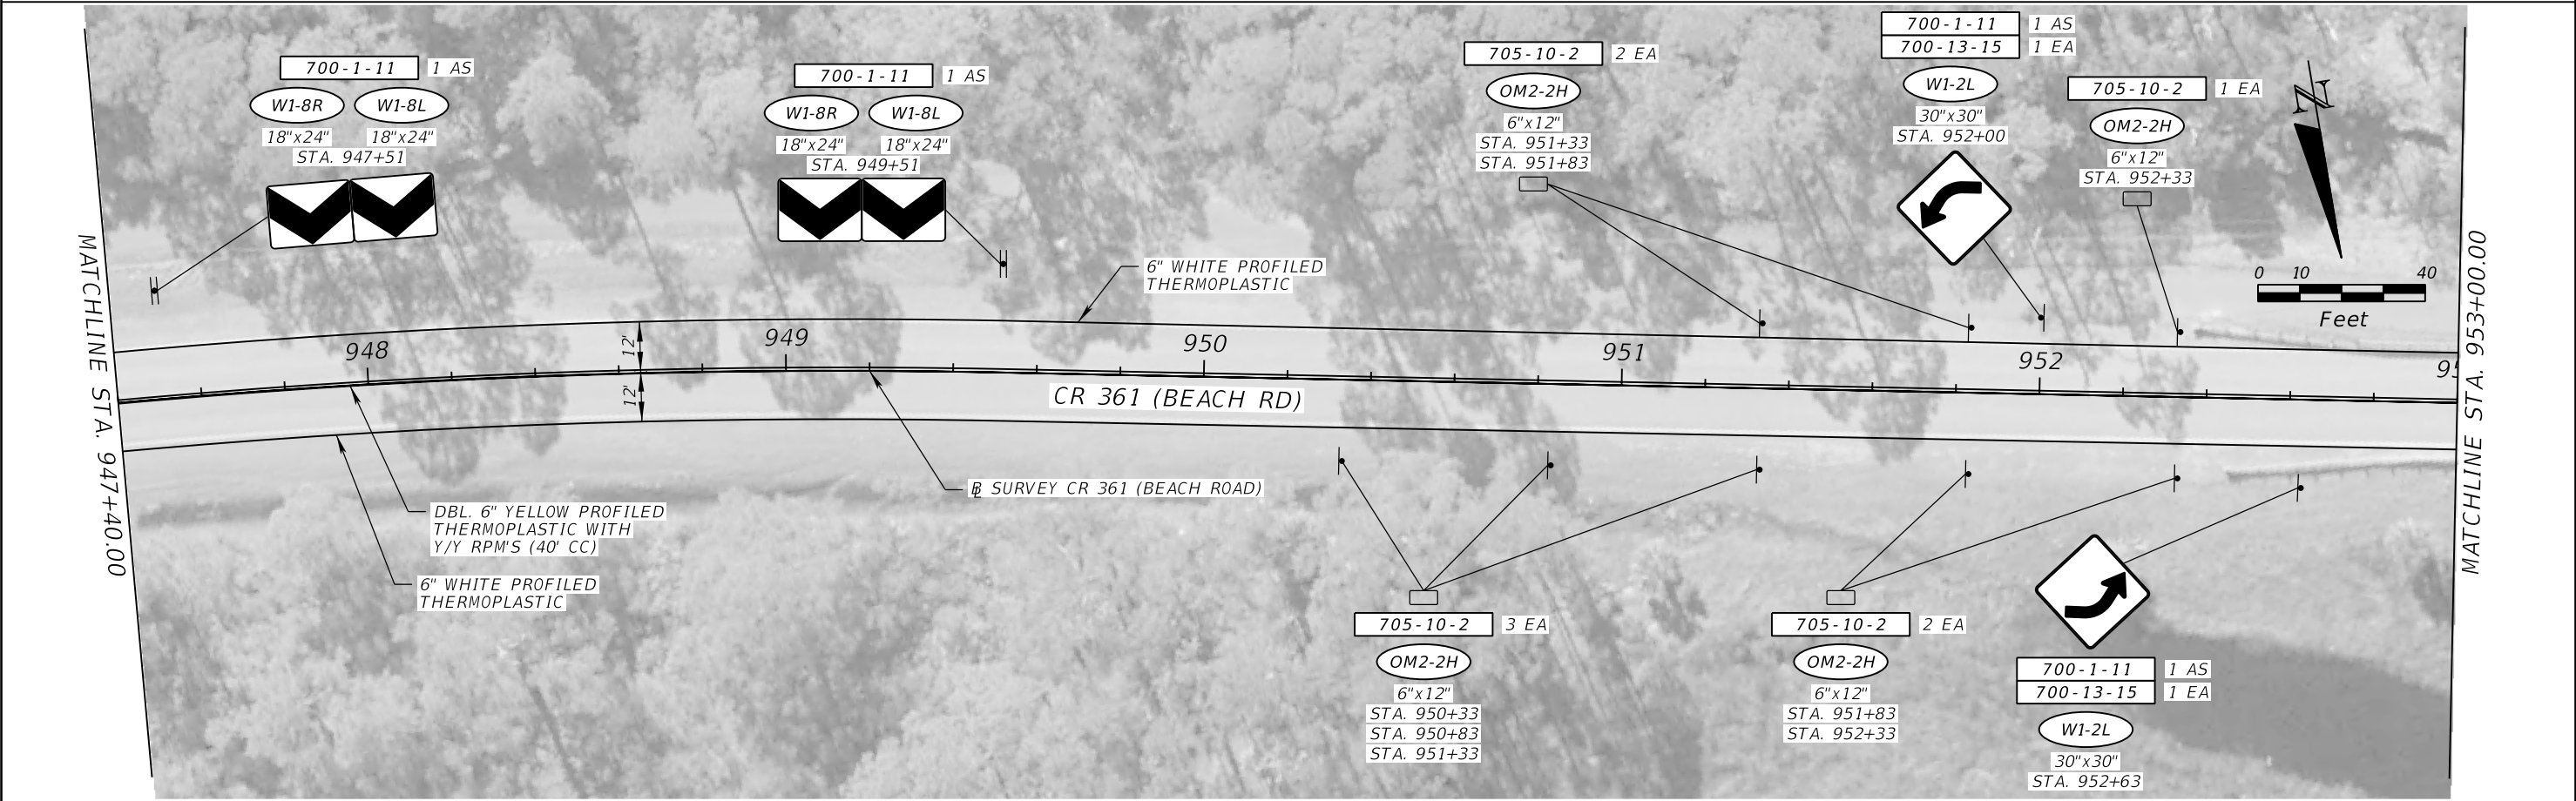 700-1-11 1 AS
W1-8R W1-8L
18"x24" 18"x24"
STA. 947+51
700-1-11 1 AS
W1-8R W1-8L
18"x24" 18"x24"
STA. 949+51
705-10-2 2 EA
OM2-2H
6"x12"
STA. 951+33
STA. 951+83
700-1-11 1 AS
700-13-15 1 EA
W1-2L
30"x30"
STA. 952+00
705-10-2 1 EA
OM2-2H
6"x12"
STA. 952+33
N
0 10 40
Feet
MATCHLINE STA. 947+40.00
MATCHLINE STA. 953+00.00
6" WHITE PROFILED
THERMOPLASTIC
948 949 950 951 952
12'
12'
CR 361 (BEACH RD)
DBL. 6" YELLOW PROFILED
THERMOPLASTIC WITH
Y/Y RPM'S (40' CC)
6" WHITE PROFILED
THERMOPLASTIC
BL SURVEY CR 361 (BEACH ROAD)
705-10-2 3 EA
OM2-2H
6"x12"
STA. 950+33
STA. 950+83
STA. 951+33
705-10-2 2 EA
OM2-2H
6"x12"
STA. 951+83
STA. 952+33
700-1-11 1 AS
700-13-15 1 EA
W1-2L
30"x30"
STA. 952+63